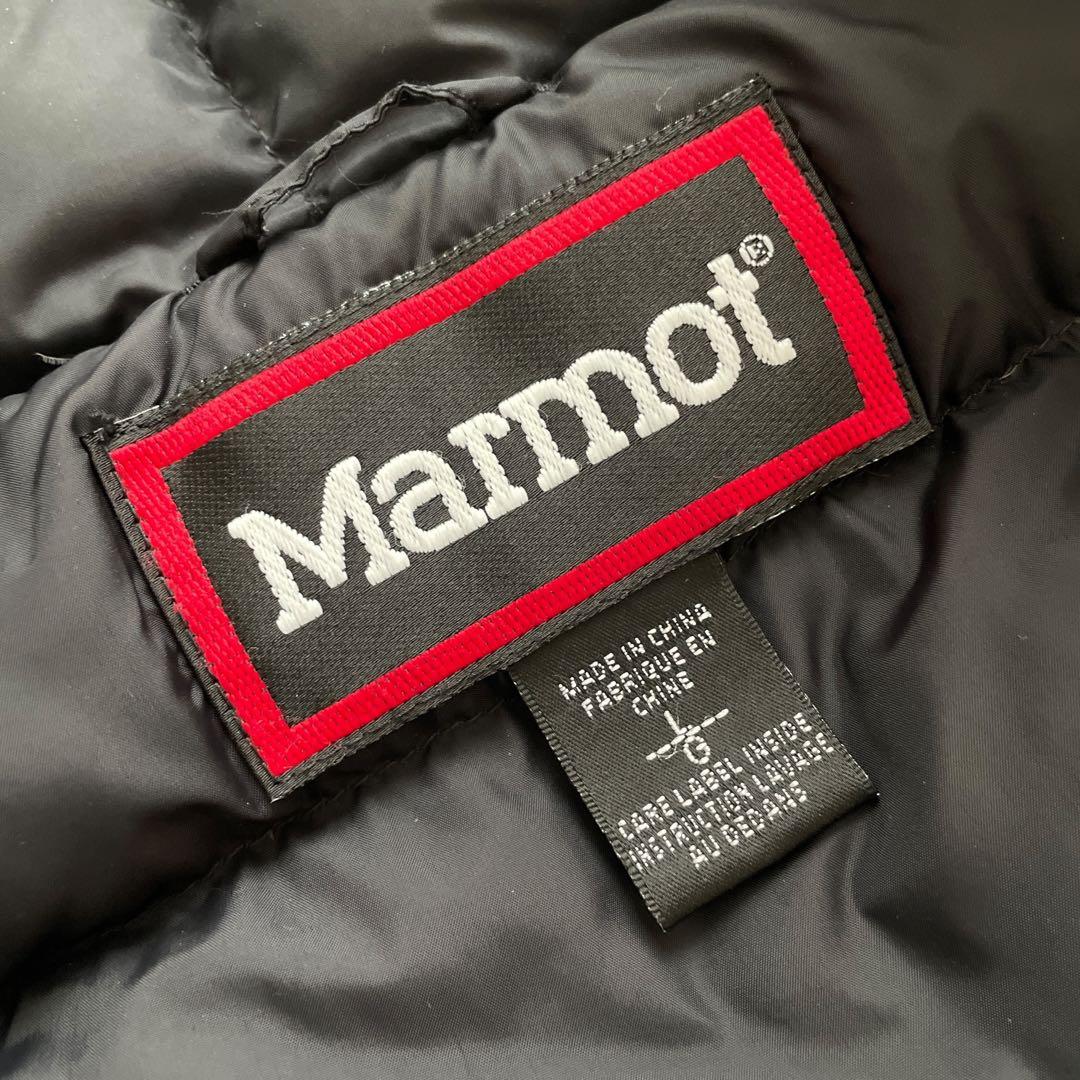 Marmot®
MADE IN CHINA
FABRIQUE EN
CHINE
L
G
CARE LABEL INSIDE
INSTRUCTION LAVAGE
AU DEDANS